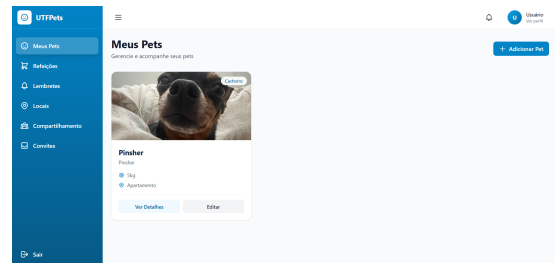 UTFPets
U
Usuário
Ver perfil
Meus Pets
Refeições
Lembretes
Locais
Compartilhamento
Convites
Sair
Meus Pets
Gerencie e acompanhe seus pets
+ Adicionar Pet
Cachorro
Pinsher
Pinsher
5kg
Apartamento
Ver Detalhes
Editar